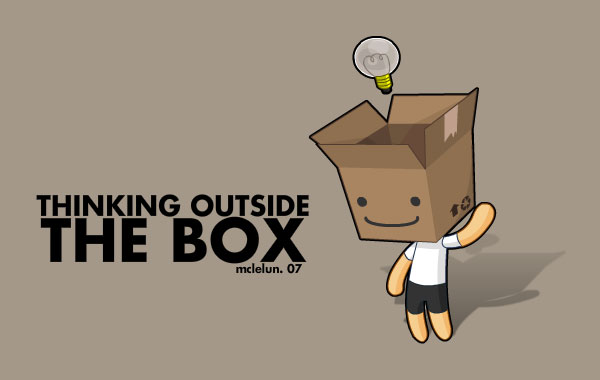 THINKING OUTSIDE
THE BOX
mclelun. 07